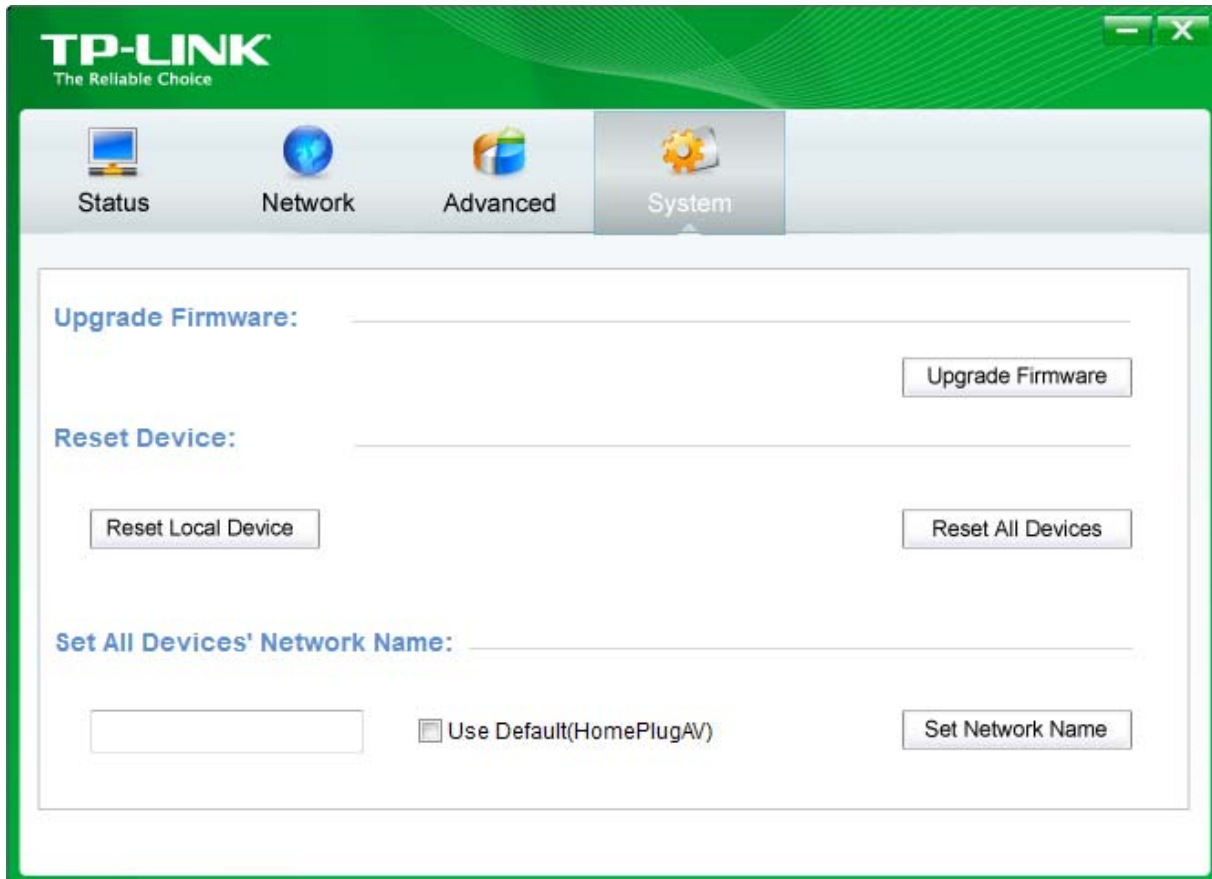 TP-LINK
The Reliable Choice
Status
Network
Advanced
System
Upgrade Firmware:
Upgrade Firmware
Reset Device:
Reset Local Device
Reset All Devices
Set All Devices' Network Name:
Use Default(HomePlugAV)
Set Network Name